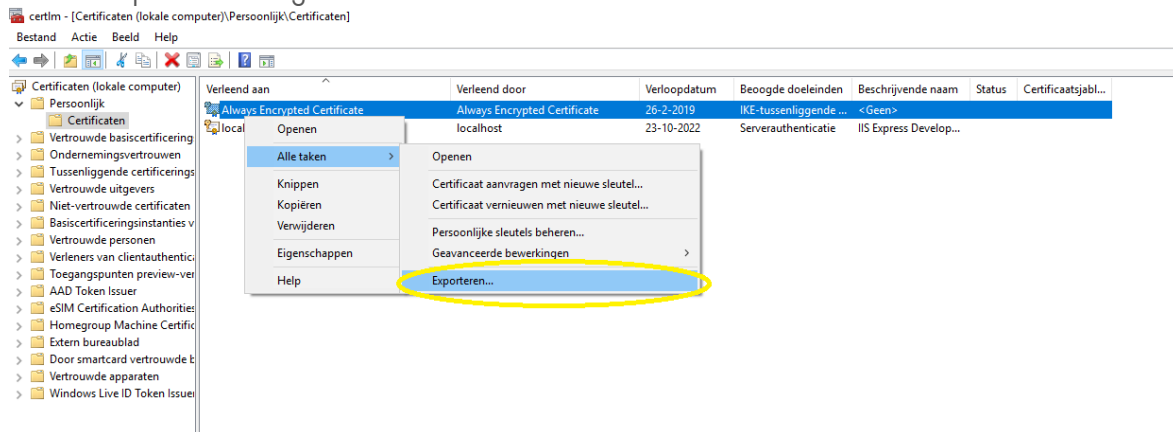 certlm - [Certificaten (lokale computer)\Persoonlijk\Certificaten]
Bestand Actie Beeld Help
Certificaten (lokale computer)
Persoonlijk
Certificaten
Vertrouwde basiscertificering
Ondernemingsvertrouwen
Tussenliggende certificerings
Vertrouwde uitgevers
Niet-vertrouwde certificaten
Basiscertificeringsinstanties v
Vertrouwde personen
Verleners van clientauthentica
Toegangspunten preview-ver
AAD Token Issuer
eSIM Certification Authorities
Homegroup Machine Certific
Extern bureaublad
Door smartcard vertrouwde b
Vertrouwde apparaten
Windows Live ID Token Issuer
Verleend aan Verleend door Verloopdatum Beoogde doeleinden Beschrijvende naam Status Certificaatsjabl...
Always Encrypted Certificate Always Encrypted Certificate 26-2-2019 IKE-tussenliggende ... <Geen>
local localhost 23-10-2022 Serverauthenticatie IIS Express Develop...
Openen
Alle taken >
Knippen
Kopiëren
Verwijderen
Eigenschappen
Help
Openen
Certificaat aanvragen met nieuwe sleutel...
Certificaat vernieuwen met nieuwe sleutel...
Persoonlijke sleutels beheren...
Geavanceerde bewerkingen >
Exporteren...